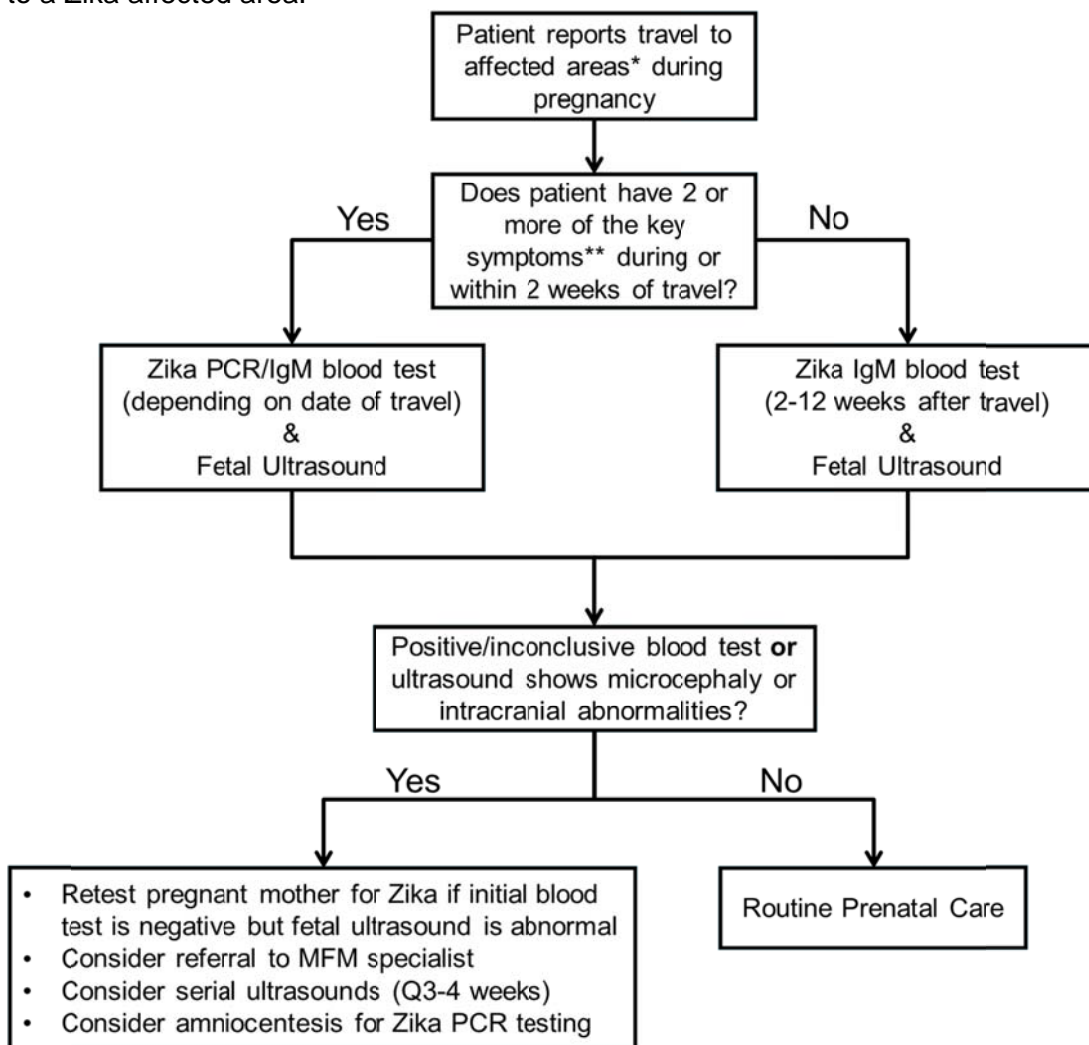 to a Zika affected area.
Patient reports travel to
affected areas* during
pregnancy
Does patient have 2 or
more of the key
symptoms** during or
within 2 weeks of travel?
Yes
No
Zika PCR/IgM blood test
(depending on date of travel)
&
Fetal Ultrasound
Zika IgM blood test
(2-12 weeks after travel)
&
Fetal Ultrasound
Positive/inconclusive blood test or
ultrasound shows microcephaly or
intracranial abnormalities?
Yes
No
• Retest pregnant mother for Zika if initial blood
test is negative but fetal ultrasound is abnormal
• Consider referral to MFM specialist
• Consider serial ultrasounds (Q3-4 weeks)
• Consider amniocentesis for Zika PCR testing
Routine Prenatal Care